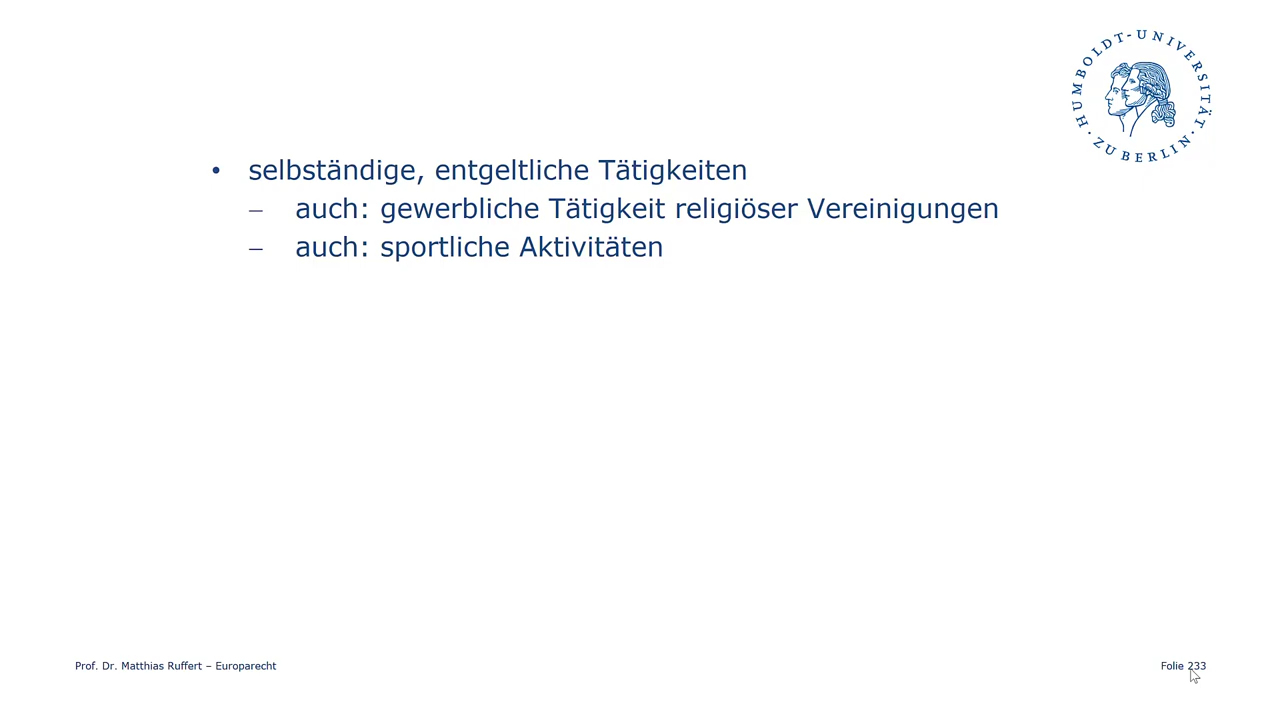 HUMBOLDT-UNIVERSITÄT
· ZU BERLIN ·
• selbständige, entgeltliche Tätigkeiten
– auch: gewerbliche Tätigkeit religiöser Vereinigungen
– auch: sportliche Aktivitäten
Prof. Dr. Matthias Ruffert – Europarecht
Folie 233